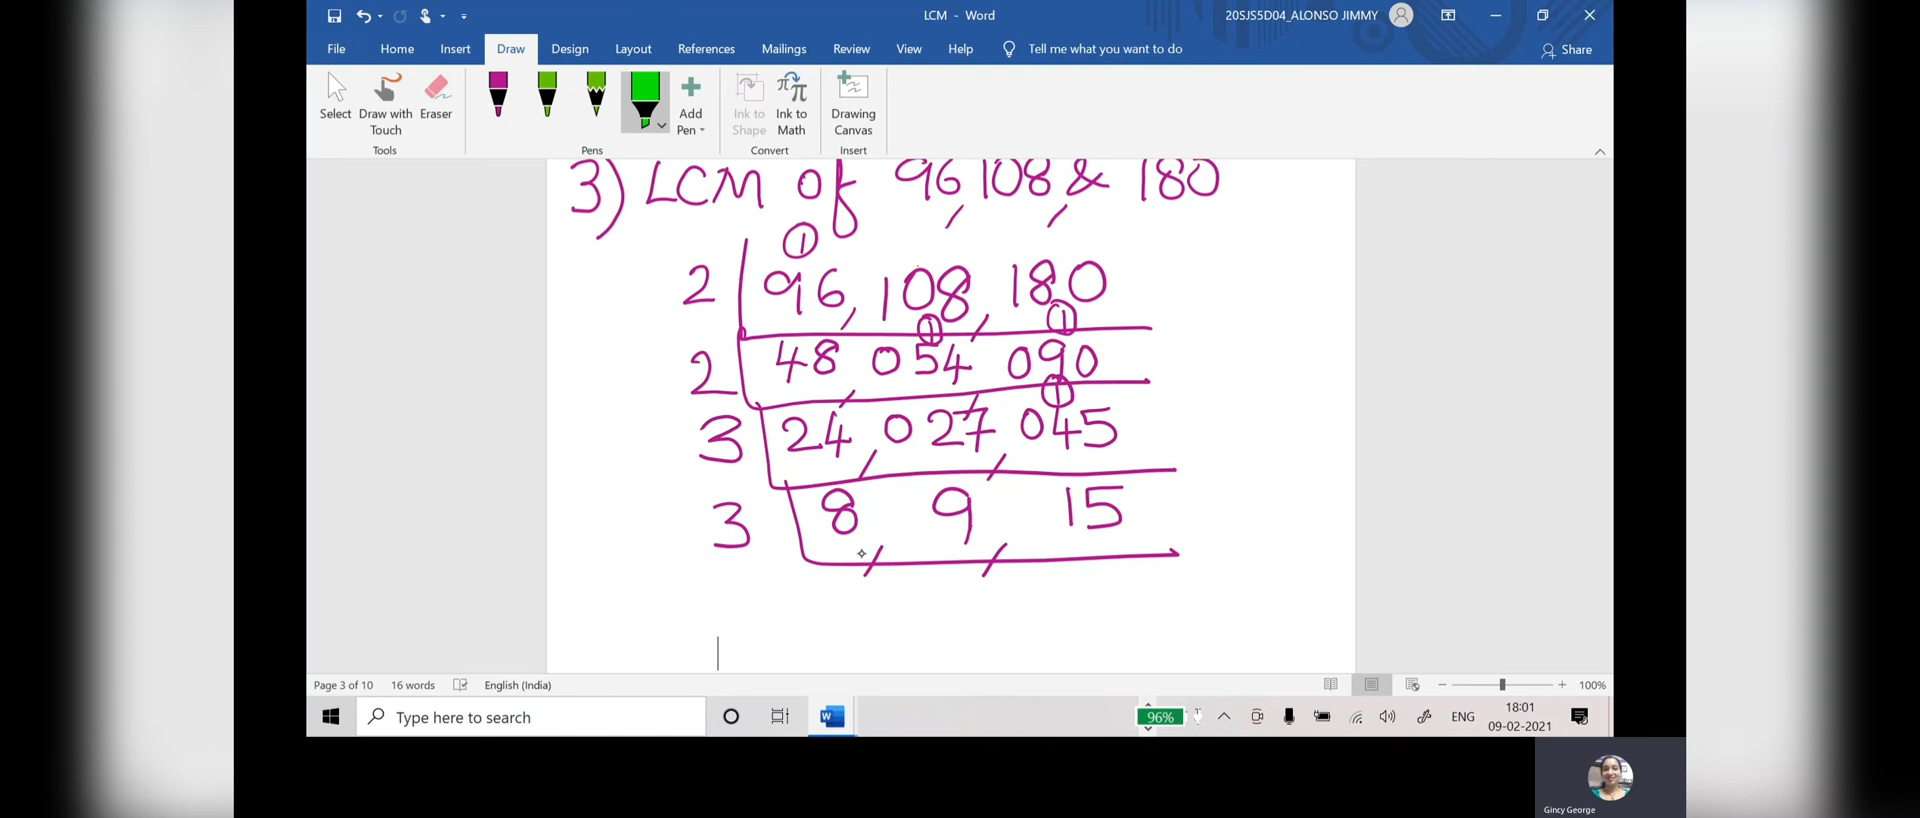 LCM - Word
20SJS5D04_ALONSO JIMMY
File Home Insert Draw Design Layout References Mailings Review View Help Tell me what you want to do Share
Select Draw with Touch Eraser
Add Pen
Ink to Shape Ink to Math
Drawing Canvas
Tools Pens Convert Insert
3) LCM of 96, 108, & 180
①
2 96, 108, 180
① ①
2 48, 054, 090
①
3 24, 027, 045
3 8, 9, 15
Page 3 of 10 16 words English (India) 100%
Type here to search
96%
ENG
18:01
09-02-2021
Gincy George